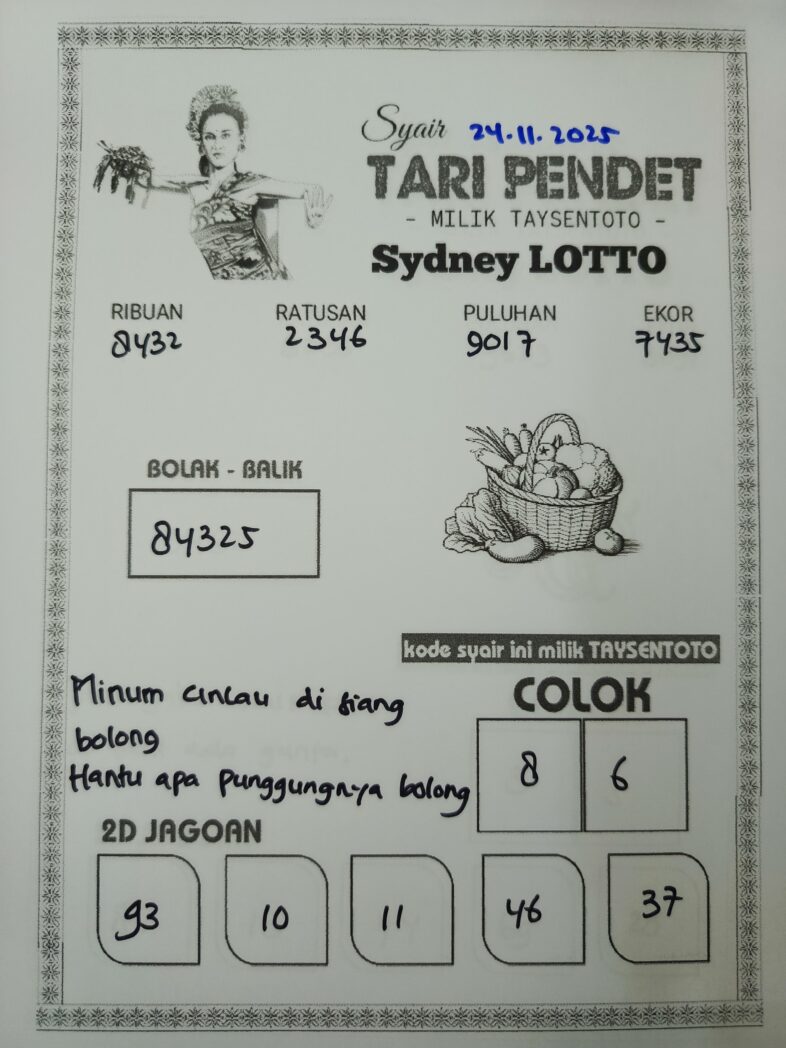 Syair 24.11.2025
TARI PENDET
- MILIK TAYSENTOTO -
Sydney LOTTO
RIBUAN RATUSAN PULUHAN EKOR
8432 2346 9017 7435
BOLAK - BALIK
84325
kode syair ini milik TAYSENTOTO
Minum cincau di siang
bolong
Hantu apa punggungnya bolong
COLOK
8 6
2D JAGOAN
93 10 11 46 37